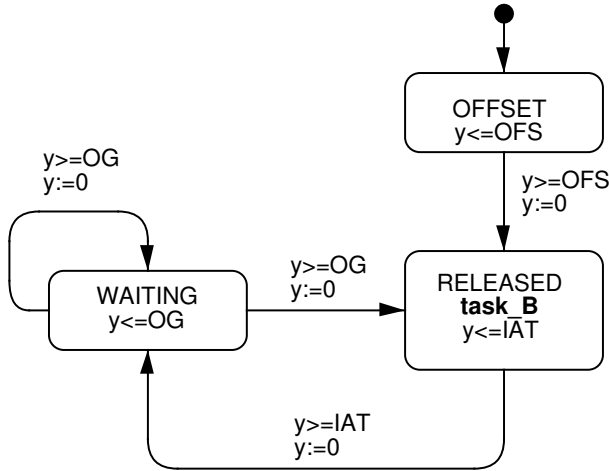 OFFSET
y<=OFS
y>=OG
y:=0
y>=OFS
y:=0
y>=OG
y:=0
WAITING
y<=OG
RELEASED
task_B
y<=IAT
y>=IAT
y:=0